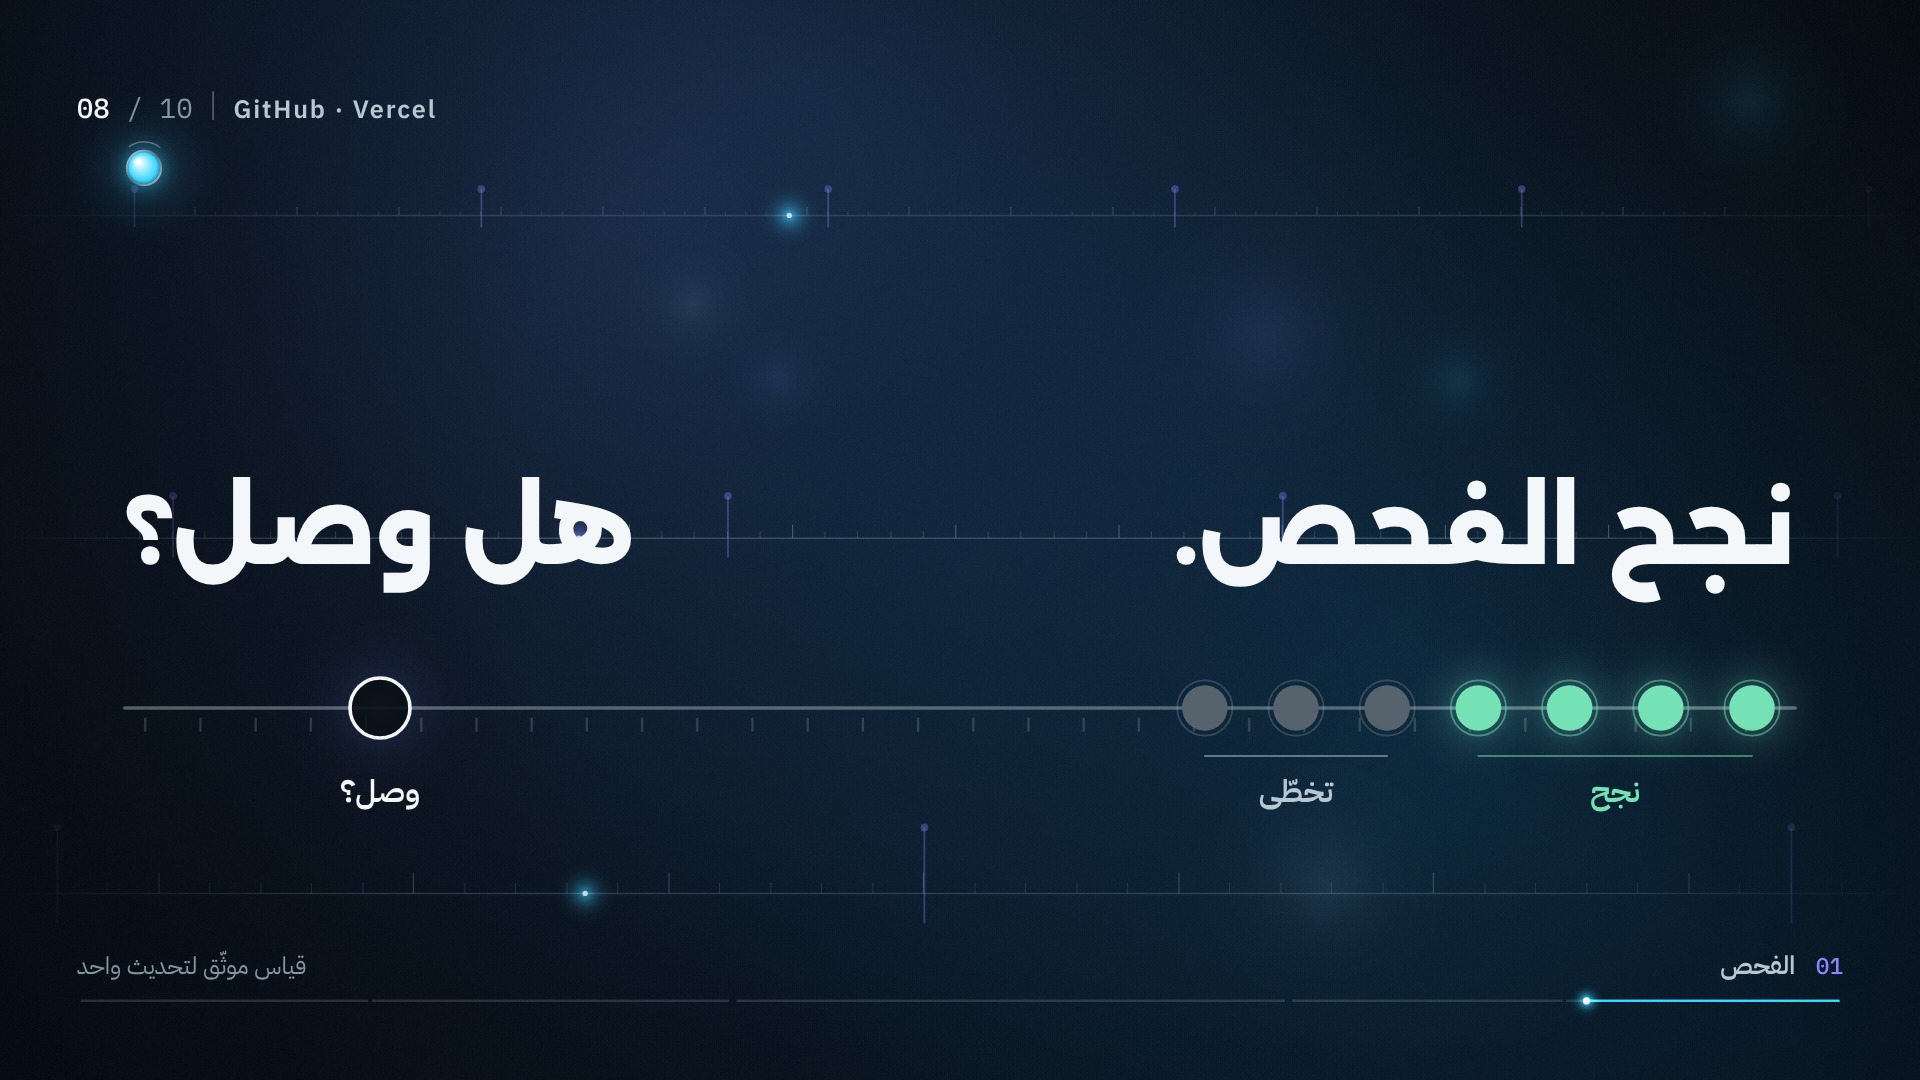 08 / 10 | GitHub · Vercel
نجح الفحص.
هل وصل؟
نجح
تخطّى
وصل؟
01 الفحص
قياس موثّق لتحديث واحد